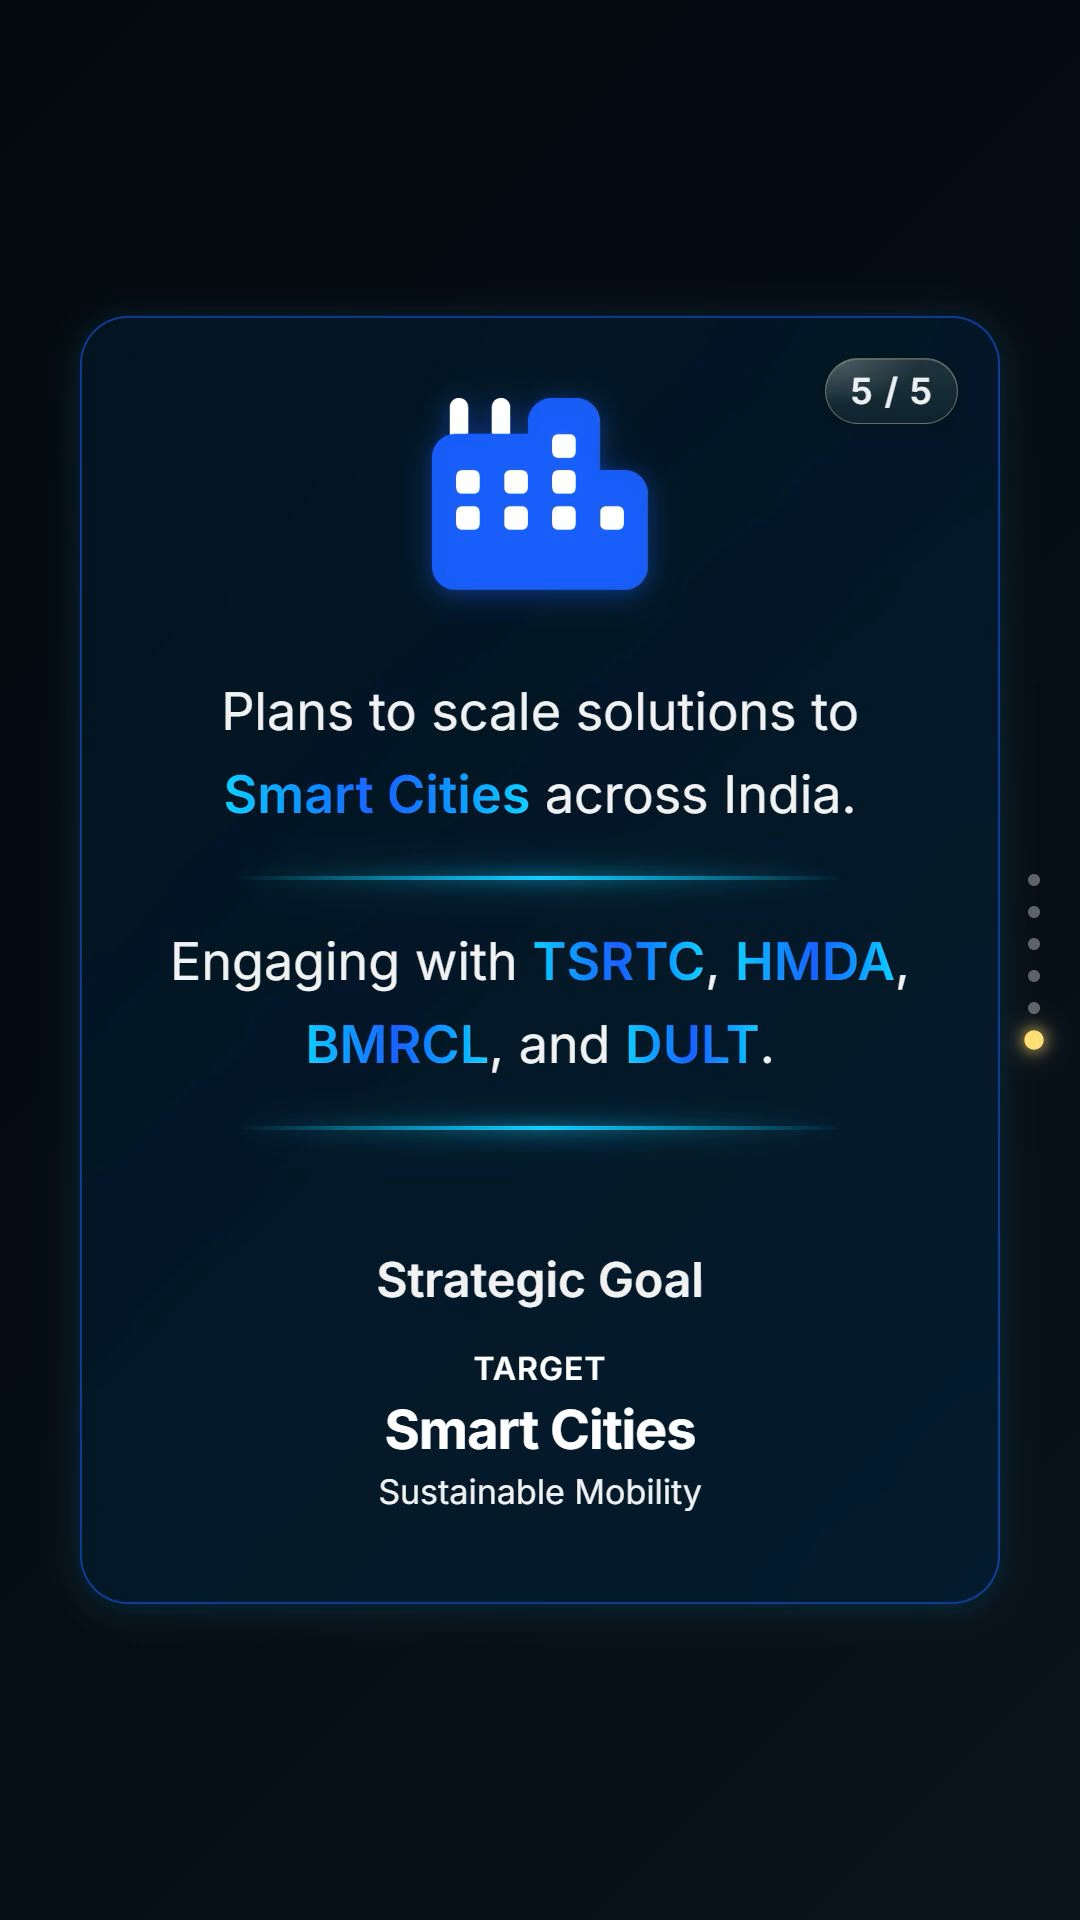 5 / 5
Plans to scale solutions to
Smart Cities across India.
Engaging with TSRTC, HMDA,
BMRCL, and DULT.
Strategic Goal
TARGET
Smart Cities
Sustainable Mobility